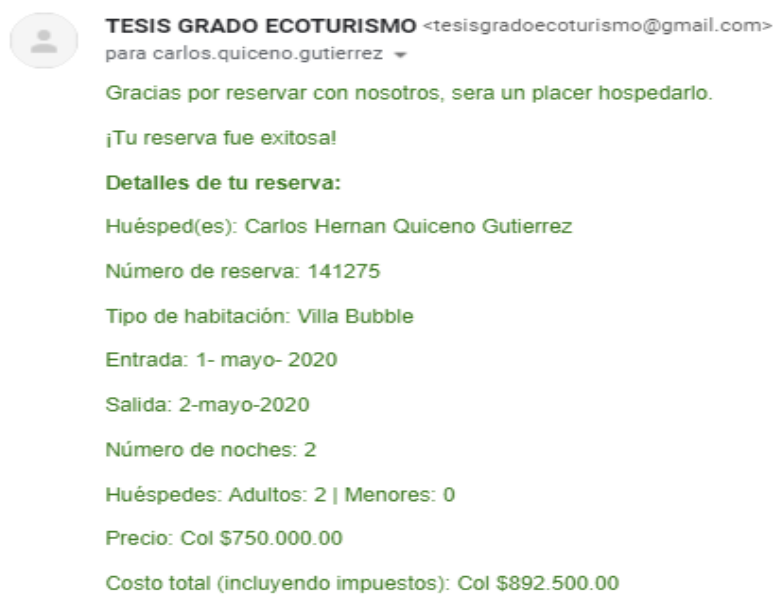 TESIS GRADO ECOTURISMO <tesisgradoecoturismo@gmail.com>
para carlos.quiceno.gutierrez
Gracias por reservar con nosotros, sera un placer hospedarlo.
¡Tu reserva fue exitosa!
Detalles de tu reserva:
Huésped(es): Carlos Hernan Quiceno Gutierrez
Número de reserva: 141275
Tipo de habitación: Villa Bubble
Entrada: 1- mayo- 2020
Salida: 2-mayo-2020
Número de noches: 2
Huéspedes: Adultos: 2 | Menores: 0
Precio: Col $750.000.00
Costo total (incluyendo impuestos): Col $892.500.00